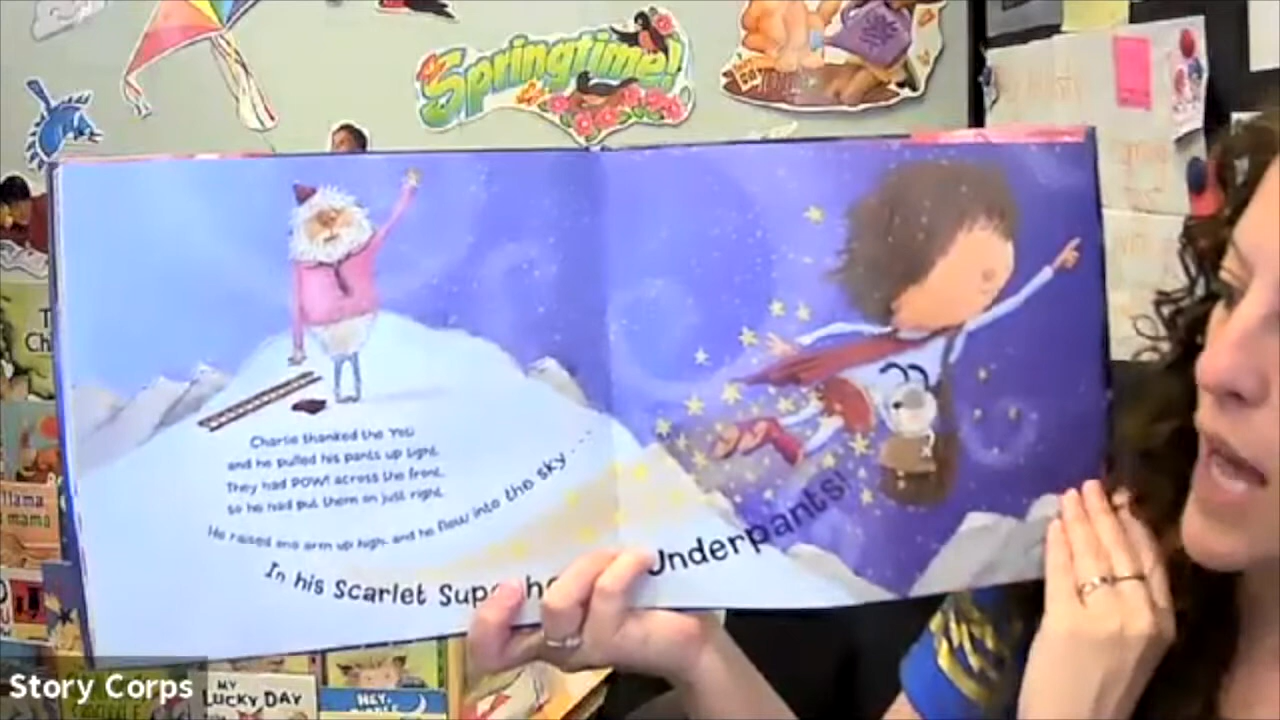 Springtime!
Charlie thanked the Yeti
and he pulled his pants up tight.
They had POW! across the front,
so he had put them on just right.
He raised one arm up high, and he flew into the sky...
In his Scarlet Underpants!
llama
mama
MY
LUCKY DAY
HEY,
Story Corps